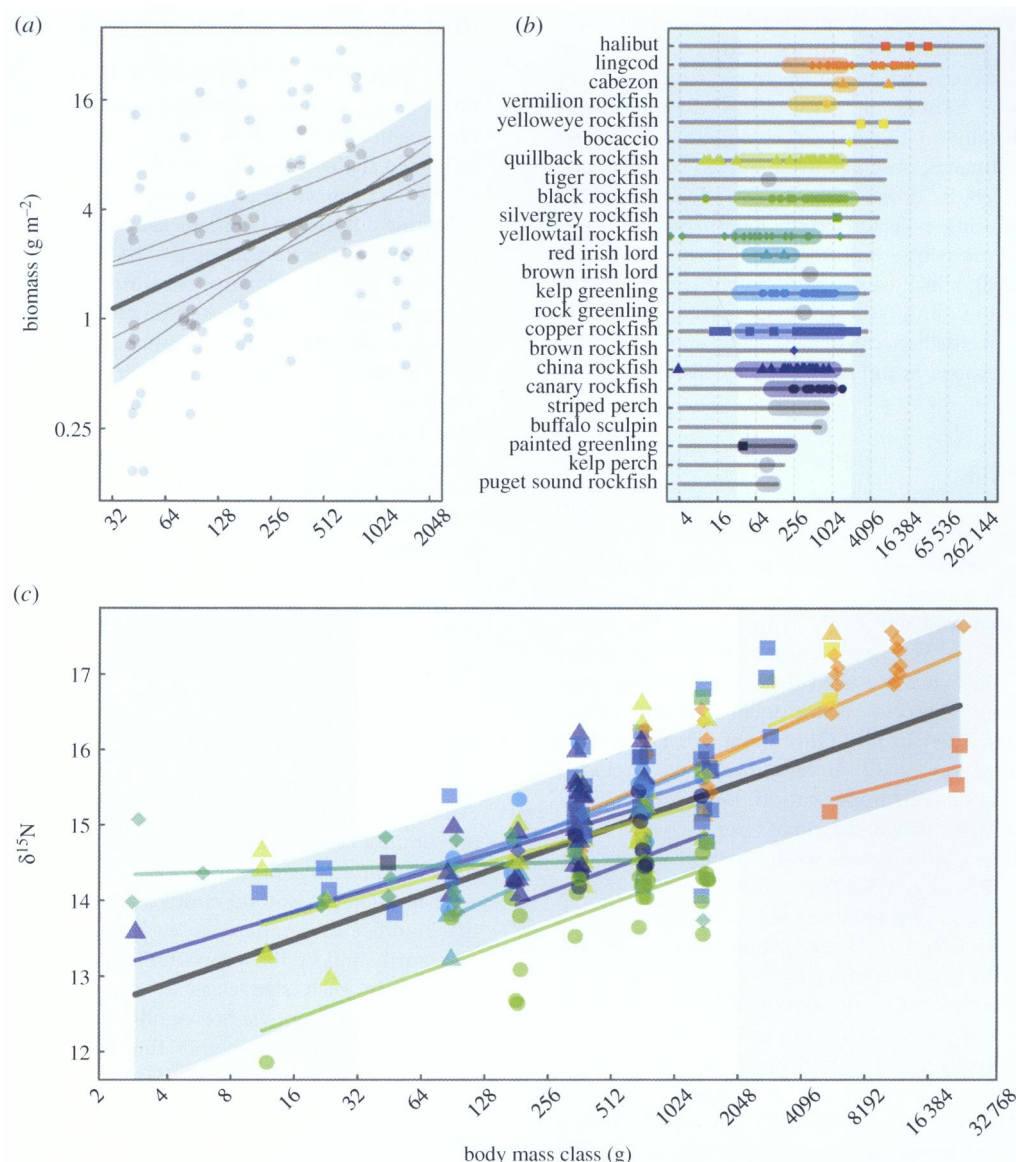 (a)
16
4
1
0.25
biomass (g m⁻²)
32
64
128
256
512
1024
2048
(b)
halibut
lingcod
cabezon
vermilion rockfish
yelloweye rockfish
bocaccio
quillback rockfish
tiger rockfish
black rockfish
silvergrey rockfish
yellowtail rockfish
red irish lord
brown irish lord
kelp greenling
rock greenling
copper rockfish
brown rockfish
china rockfish
canary rockfish
striped perch
buffalo sculpin
painted greenling
kelp perch
puget sound rockfish
4
16
64
256
1024
4096
16 384
65 536
262 144
(c)
17
16
15
14
13
12
δ¹⁵N
2
4
8
16
32
64
128
256
512
1024
2048
4096
8192
16 384
32 768
body mass class (g)